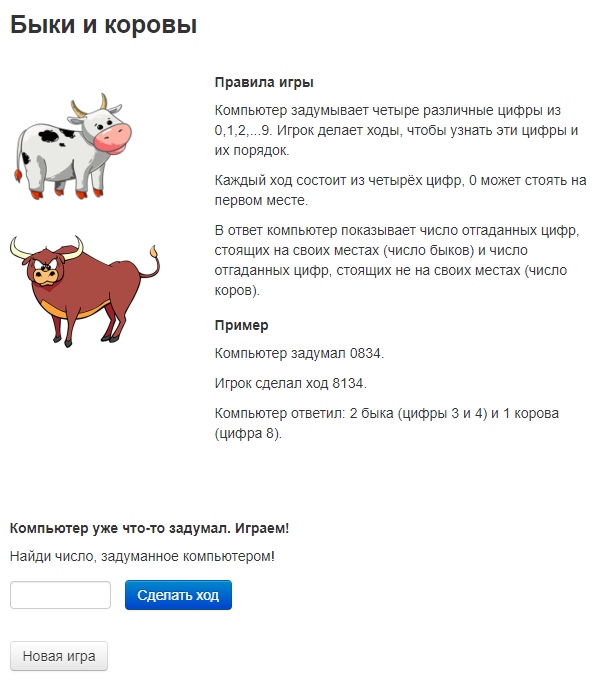 Быки и коровы
Правила игры
Компьютер задумывает четыре различные цифры из
0,1,2,...9. Игрок делает ходы, чтобы узнать эти цифры и
их порядок.
Каждый ход состоит из четырёх цифр, 0 может стоять на
первом месте.
В ответ компьютер показывает число отгаданных цифр,
стоящих на своих местах (число быков) и число
отгаданных цифр, стоящих не на своих местах (число
коров).
Пример
Компьютер задумал 0834.
Игрок сделал ход 8134.
Компьютер ответил: 2 быка (цифры 3 и 4) и 1 корова
(цифра 8).
Компьютер уже что-то задумал. Играем!
Найди число, задуманное компьютером!
Сделать ход
Новая игра